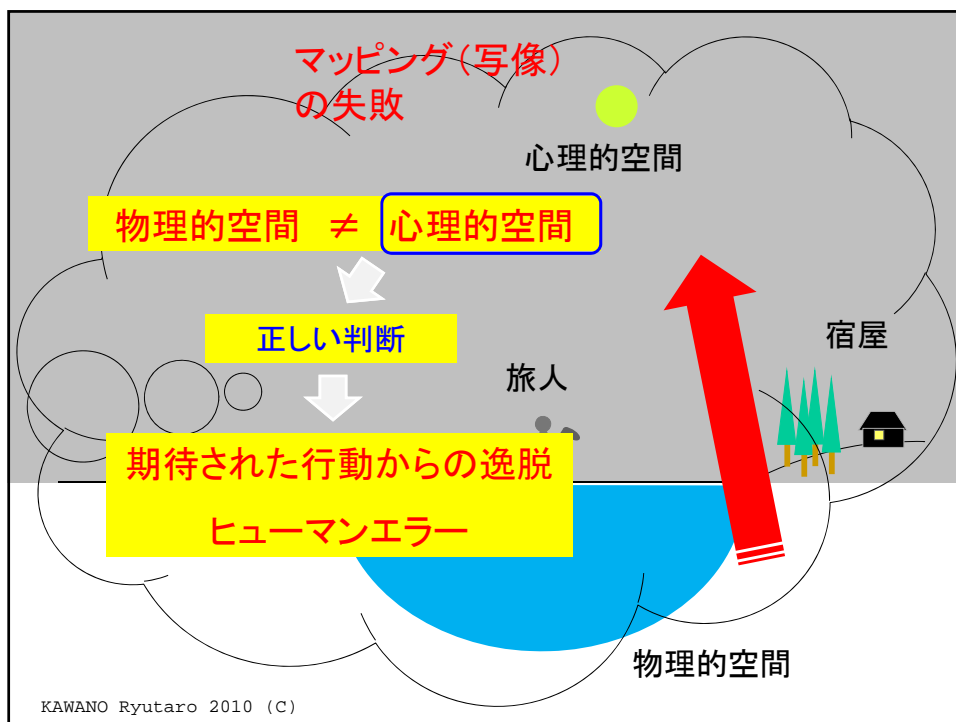 マッピング（写像）
の失敗
心理的空間
物理的空間 ≠ 心理的空間
正しい判断
宿屋
旅人
期待された行動からの逸脱
ヒューマンエラー
物理的空間
KAWANO Ryutaro 2010 (C)